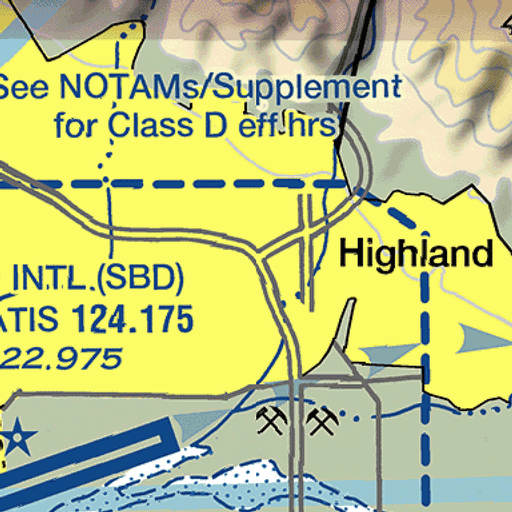 See NOTAMs/Supplement
for Class D eff hrs
Highland
INTL (SBD)
ATIS 124.175
22.975